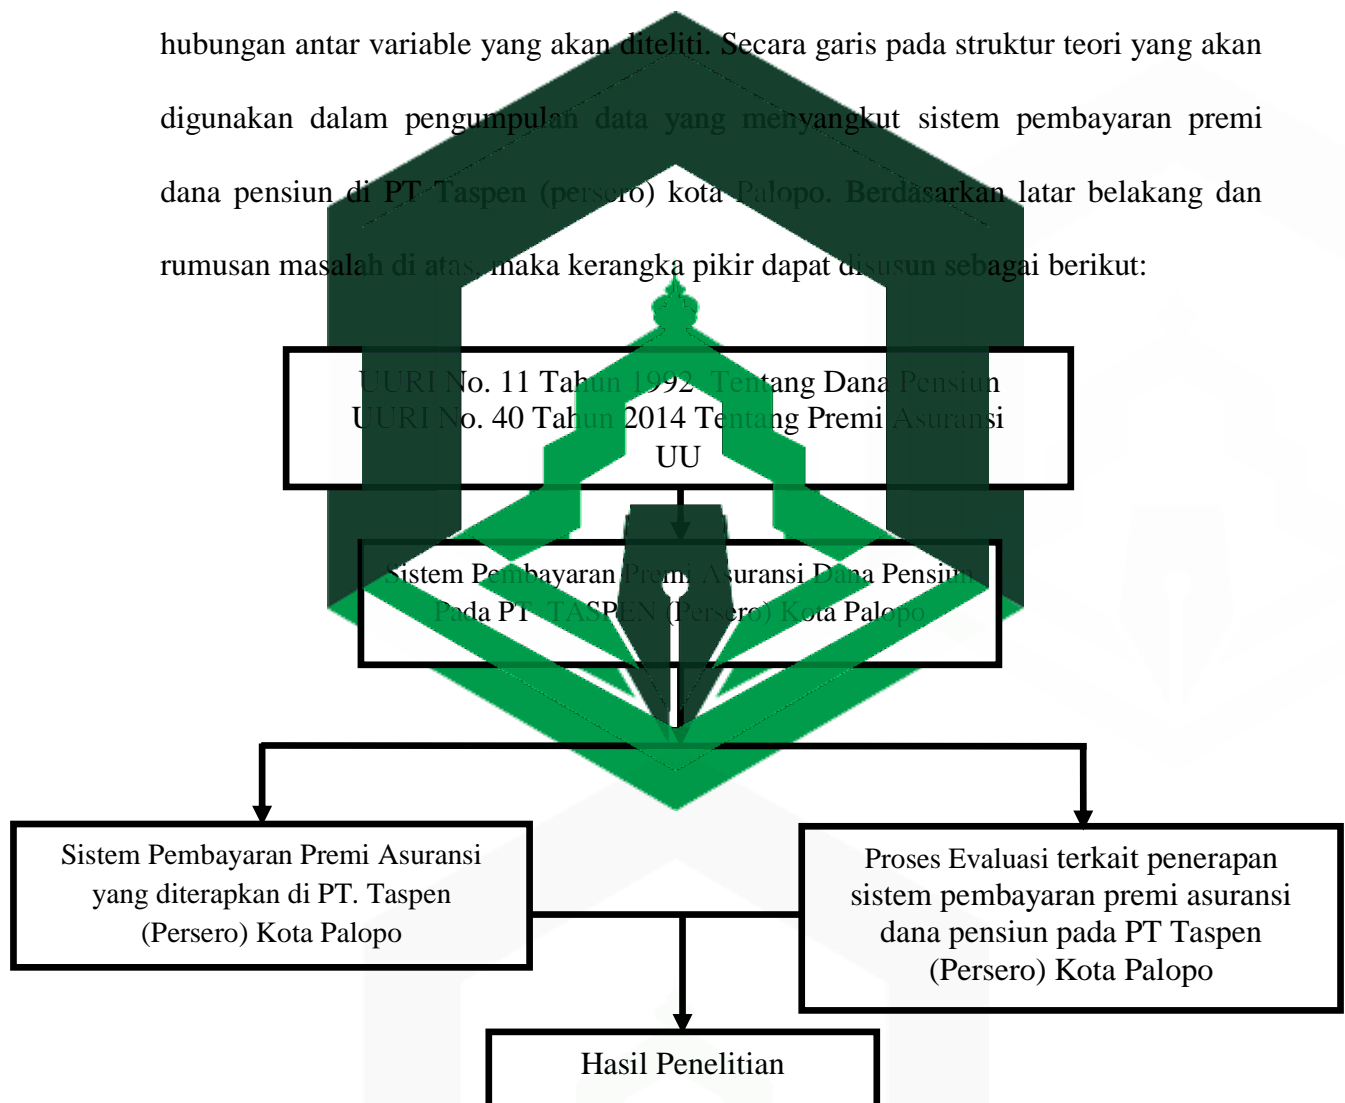 hubungan antar variable yang akan diteliti. Secara garis pada struktur teori yang akan
digunakan dalam pengumpulan data yang menyangkut sistem pembayaran premi
dana pensiun di PT Taspen (persero) kota Palopo. Berdasarkan latar belakang dan
rumusan masalah di atas, maka kerangka pikir dapat disusun sebagai berikut:
UURI No. 11 Tahun 1992 Tentang Dana Pensiun
UURI No. 40 Tahun 2014 Tentang Premi Asuransi
UU
Sistem Pembayaran Premi Asuransi Dana Pensiun
Pada PT TASPEN (Persero) Kota Palopo
Sistem Pembayaran Premi Asuransi
yang diterapkan di PT. Taspen
(Persero) Kota Palopo
Proses Evaluasi terkait penerapan
sistem pembayaran premi asuransi
dana pensiun pada PT Taspen
(Persero) Kota Palopo
Hasil Penelitian